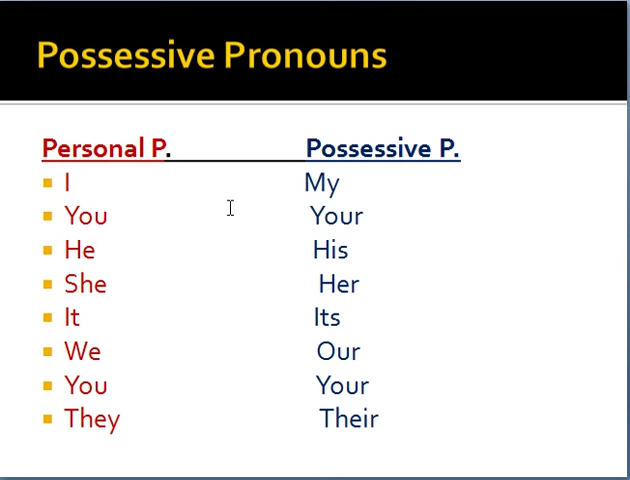 Possessive Pronouns
Personal P. Possessive P.
I My
You Your
He His
She Her
It Its
We Our
You Your
They Their